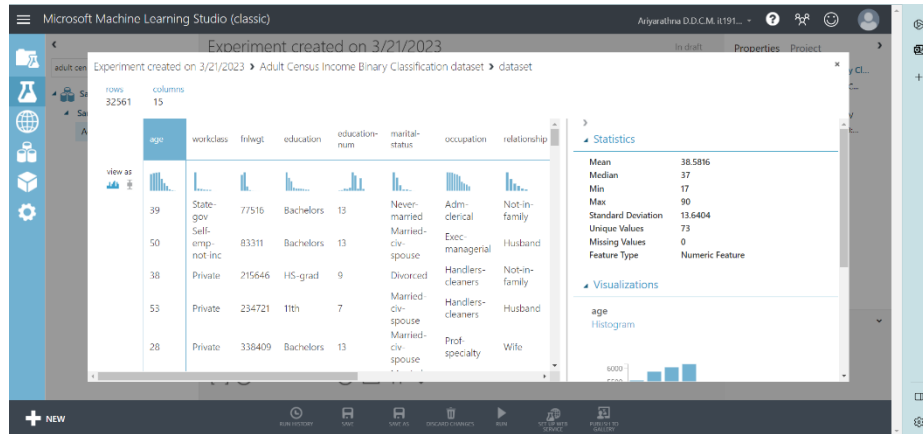 Microsoft Machine Learning Studio (classic)
Ariyarathna D.D.C.M. it191...
Experiment created on 3/21/2023
In draft
Properties Project
adult cen
Experiment created on 3/21/2023 > Adult Census Income Binary Classification dataset > dataset
rows columns
32561 15
age workclass fnlwgt education education-num marital-status occupation relationship
view as
39 State-gov 77516 Bachelors 13 Never-married Adm-clerical Not-in-family
50 Self-emp-not-inc 83311 Bachelors 13 Married-civ-spouse Exec-managerial Husband
38 Private 215646 HS-grad 9 Divorced Handlers-cleaners Not-in-family
53 Private 234721 11th 7 Married-civ-spouse Handlers-cleaners Husband
28 Private 338409 Bachelors 13 Married-civ-spouse Prof-specialty Wife
Statistics
Mean 38.5816
Median 37
Min 17
Max 90
Standard Deviation 13.6404
Unique Values 73
Missing Values 0
Feature Type Numeric Feature
Visualizations
age
Histogram
6000
NEW
RUN HISTORY
SAVE
SAVE AS
DISCARD CHANGES
RUN
SET UP WEB SERVICE
PUBLISH TO GALLERY